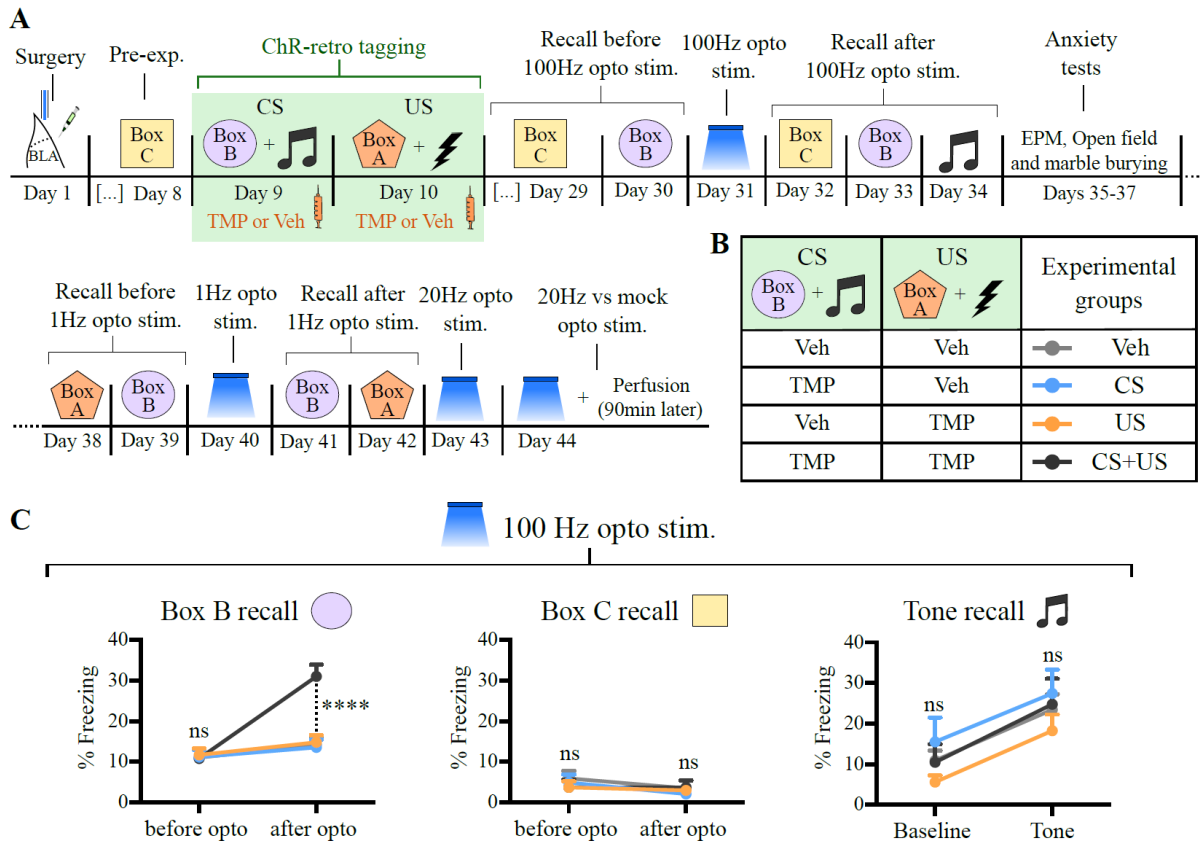 A
Surgery
Pre-exp.
ChR-retro tagging
Recall before
100Hz opto stim.
100Hz opto
stim.
Recall after
100Hz opto stim.
Anxiety
tests
BLA
Box
C
CS
Box
B
+
US
Box
A
+
Box
C
Box
B
Box
C
Box
B
EPM, Open field
and marble burying
Day 1
[...] Day 8
Day 9
Day 10
[...] Day 29
Day 30
Day 31
Day 32
Day 33
Day 34
Days 35-37
TMP or Veh
TMP or Veh
Recall before
1Hz opto stim.
1Hz opto
stim.
Recall after
1Hz opto stim.
20Hz opto
stim.
20Hz vs mock
opto stim.
Box
A
Box
B
Box
B
Box
A
+
Perfusion
(90min later)
Day 38
Day 39
Day 40
Day 41
Day 42
Day 43
Day 44
B
CS
Box
B
+
US
Box
A
+
Experimental
groups
Veh Veh Veh
TMP Veh CS
Veh TMP US
TMP TMP CS+US
C
100 Hz opto stim.
Box B recall
% Freezing
40
30
20
10
0
ns
****
before opto after opto
Box C recall
% Freezing
40
30
20
10
0
ns
ns
before opto after opto
Tone recall
% Freezing
40
30
20
10
0
ns
ns
Baseline Tone